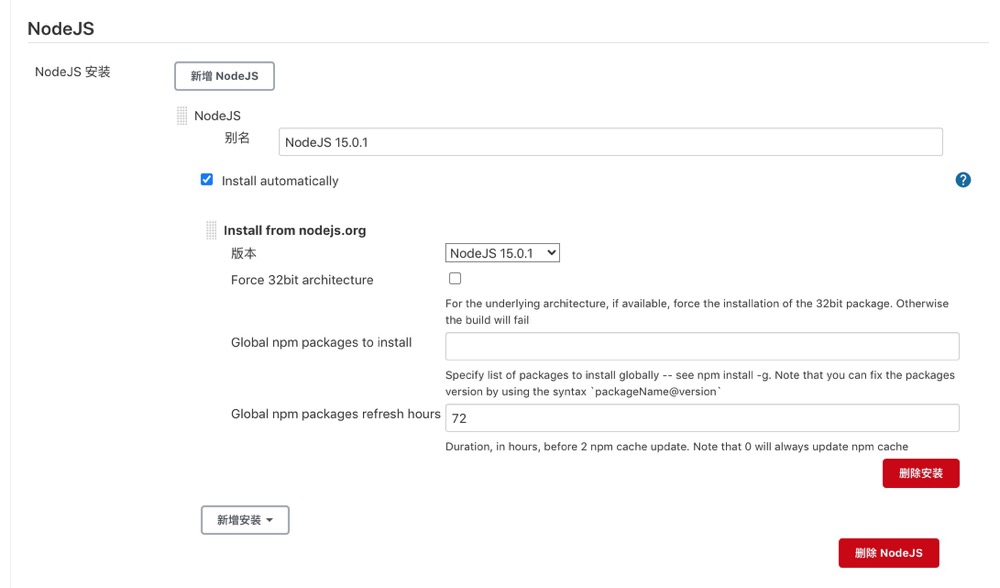 NodeJS
NodeJS 安装
新增 NodeJS
NodeJS
别名
NodeJS 15.0.1
Install automatically
?
Install from nodejs.org
版本
NodeJS 15.0.1
Force 32bit architecture
For the underlying architecture, if available, force the installation of the 32bit package. Otherwise
the build will fail
Global npm packages to install
Specify list of packages to install globally -- see npm install -g. Note that you can fix the packages
version by using the syntax `packageName@version`
Global npm packages refresh hours
72
Duration, in hours, before 2 npm cache update. Note that 0 will always update npm cache
删除安装
新增安装
删除 NodeJS